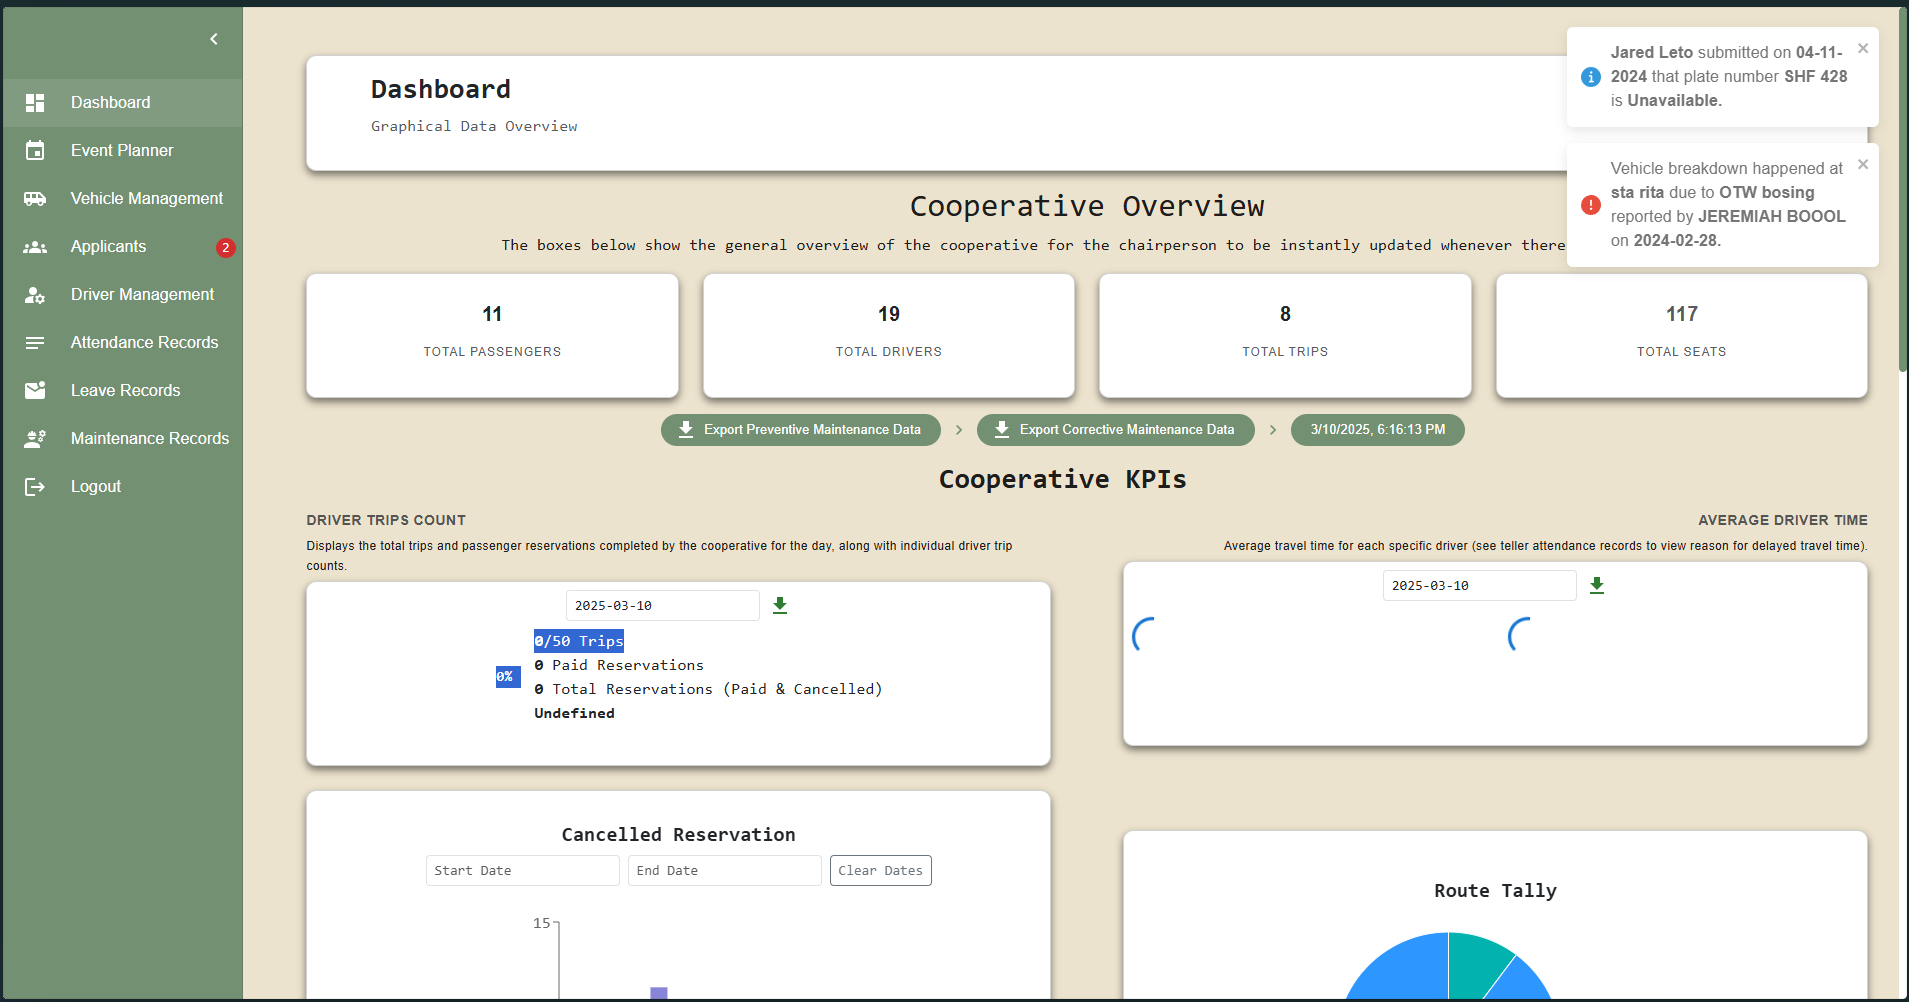 Dashboard
Event Planner
Vehicle Management
Applicants 2
Driver Management
Attendance Records
Leave Records
Maintenance Records
Logout
Dashboard
Graphical Data Overview
Jared Leto submitted on 04-11-
2024 that plate number SHF 428
is Unavailable.
Vehicle breakdown happened at
sta rita due to OTW bosing
reported by JEREMIAH BOOOL
on 2024-02-28.
Cooperative Overview
The boxes below show the general overview of the cooperative for the chairperson to be instantly updated whenever there
11
TOTAL PASSENGERS
19
TOTAL DRIVERS
8
TOTAL TRIPS
117
TOTAL SEATS
Export Preventive Maintenance Data
Export Corrective Maintenance Data
3/10/2025, 6:16:13 PM
Cooperative KPIs
DRIVER TRIPS COUNT
Displays the total trips and passenger reservations completed by the cooperative for the day, along with individual driver trip
counts.
2025-03-10
0%
0/50 Trips
0 Paid Reservations
0 Total Reservations (Paid & Cancelled)
Undefined
AVERAGE DRIVER TIME
Average travel time for each specific driver (see teller attendance records to view reason for delayed travel time).
2025-03-10
Cancelled Reservation
Start Date
End Date
Clear Dates
15
Route Tally